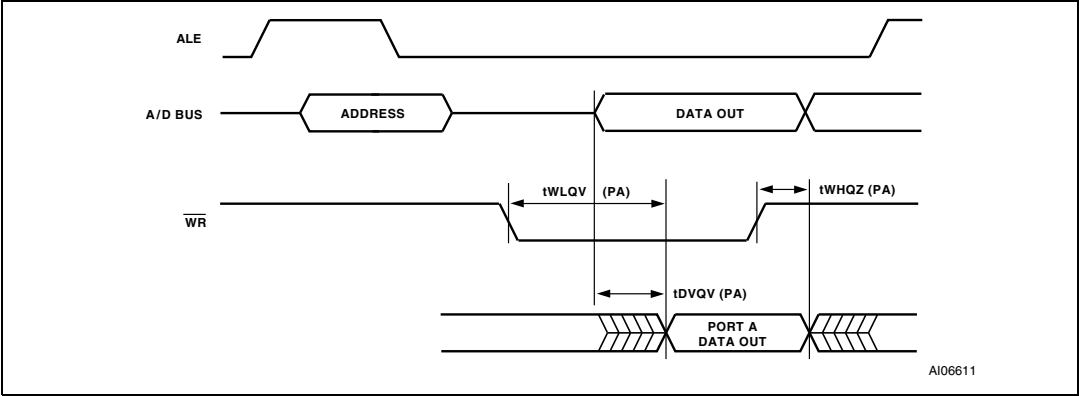 ALE
A/D BUS
ADDRESS
DATA OUT
tWLQV (PA)
tWHQZ (PA)
WR
tDVQV (PA)
PORT A
DATA OUT
AI06611